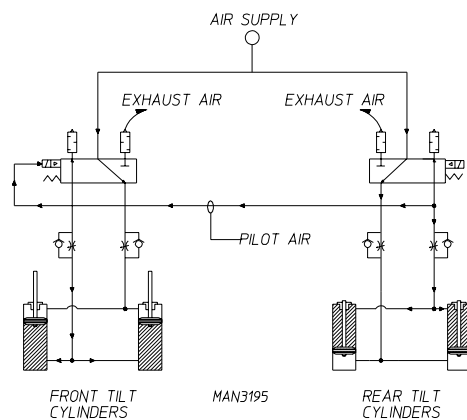 AIR SUPPLY
EXHAUST AIR
EXHAUST AIR
PILOT AIR
FRONT TILT
CYLINDERS
MAN3195
REAR TILT
CYLINDERS